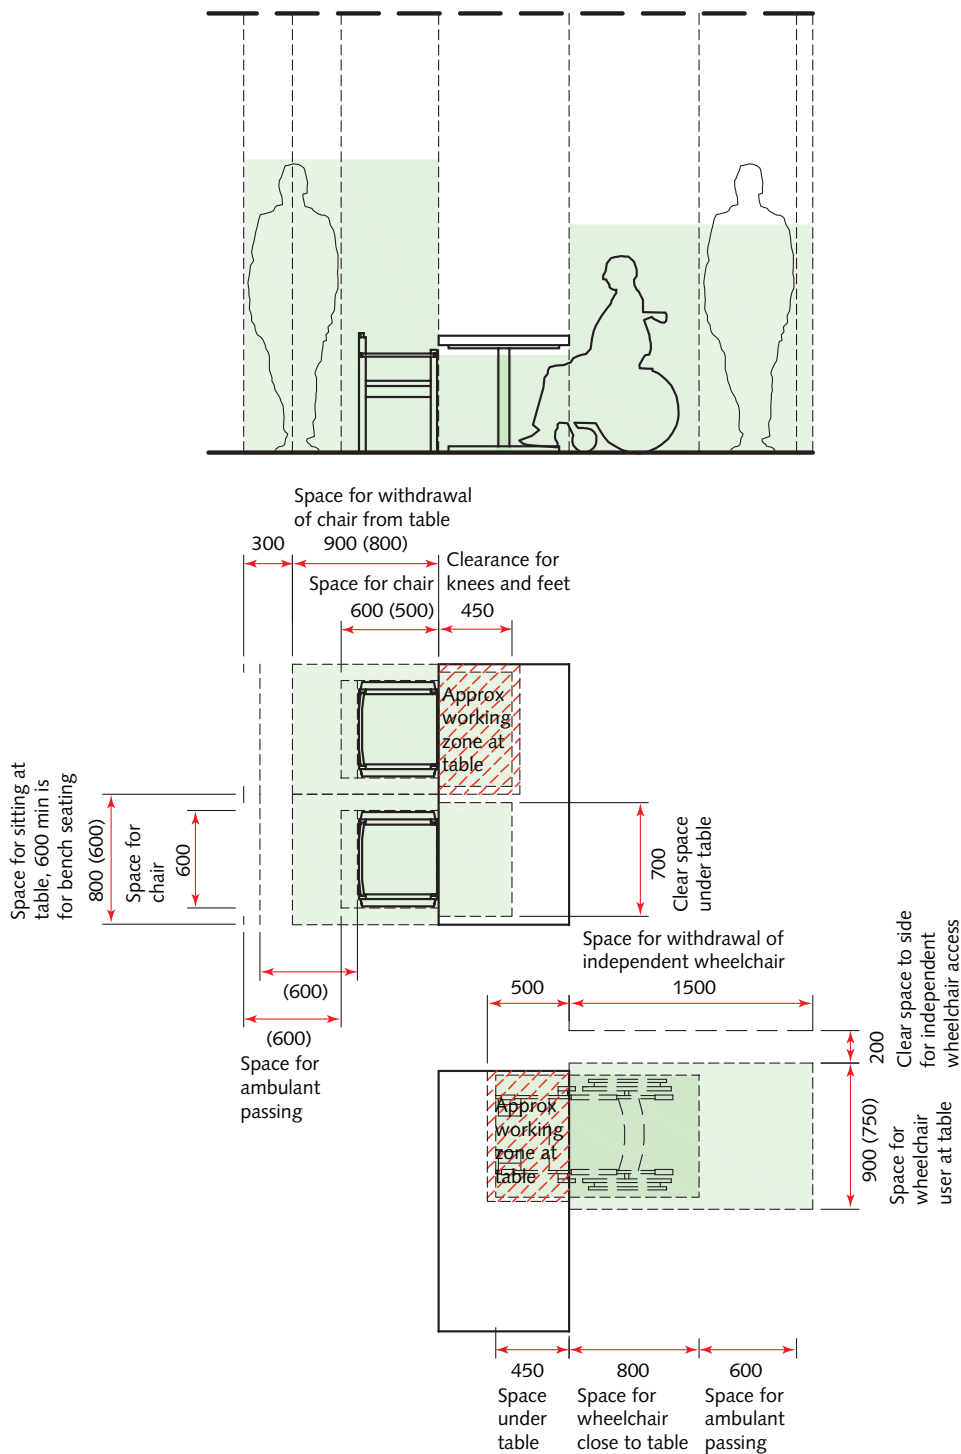 Space for withdrawal
of chair from table
300
900 (800)
Clearance for
knees and feet
Space for chair
600 (500)
450
Approx
working
zone at
table
Space for sitting at
table, 600 min is
for bench seating
800 (600)
Space for
chair
600
700
Clear space
under table
(600)
(600)
Space for
ambulant
passing
Space for withdrawal of
independent wheelchair
500
1500
200
Clear space to side
for independent
wheelchair access
Approx
working
zone at
table
900 (750)
Space for
wheelchair
user at table
450
Space
under
table
800
Space for
wheelchair
close to table
600
Space for
ambulant
passing